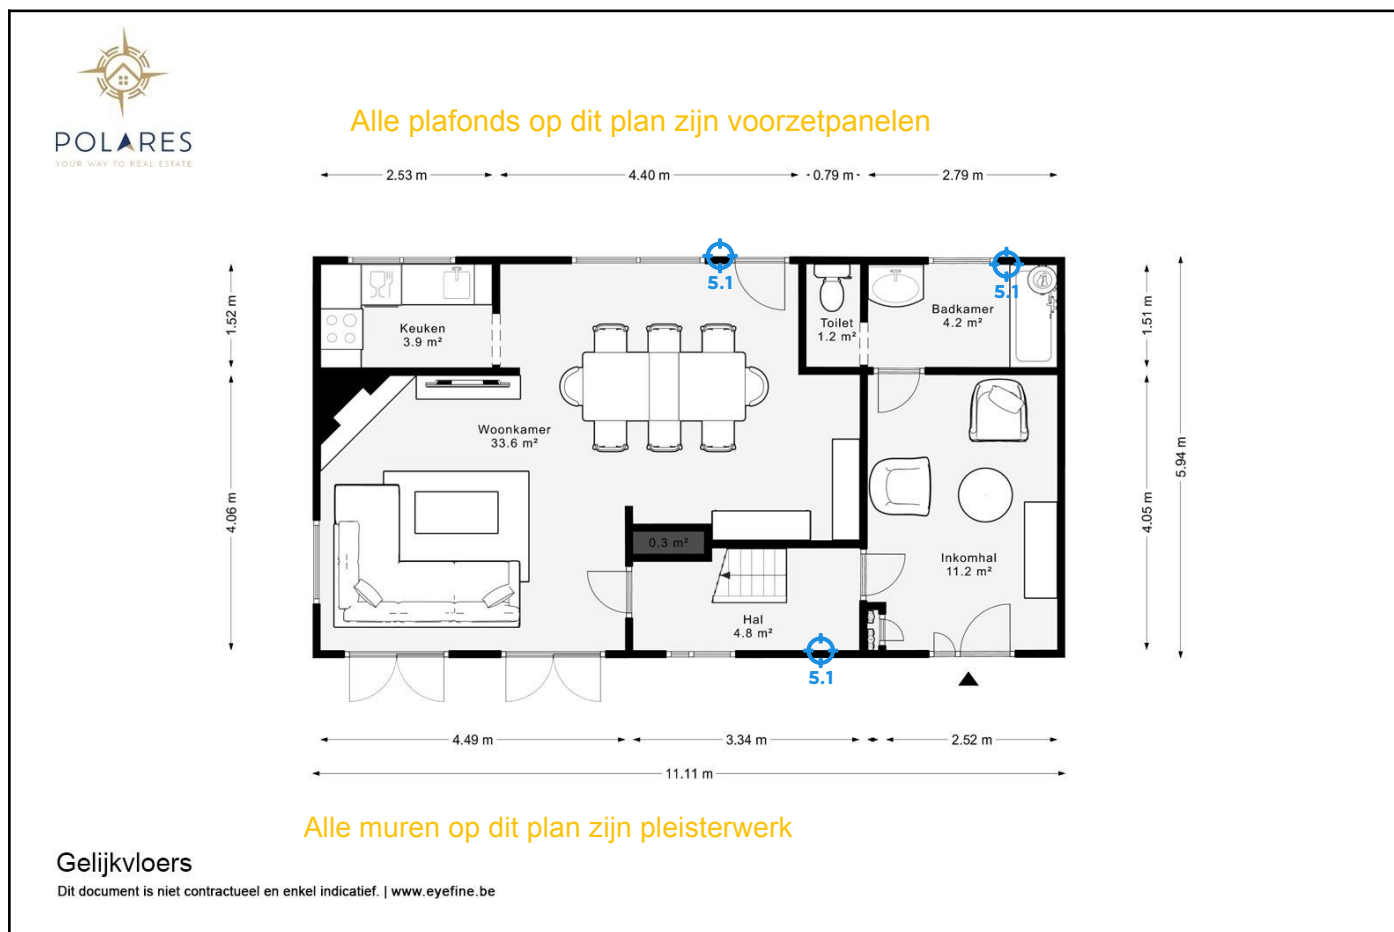 POLARES
YOUR WAY TO REAL ESTATE
Alle plafonds op dit plan zijn voorzetpanelen
2.53 m
4.40 m
0.79 m
2.79 m
5.1
5.1
1.52 m
Keuken
3.9 m²
Toilet
1.2 m²
Badkamer
4.2 m²
1.51 m
Woonkamer
33.6 m²
5.94 m
4.06 m
4.05 m
0.3 m²
Inkomhal
11.2 m²
Hal
4.8 m²
5.1
4.49 m
3.34 m
2.52 m
11.11 m
Alle muren op dit plan zijn pleisterwerk
Gelijkvloers
Dit document is niet contractueel en enkel indicatief. | www.eyefine.be